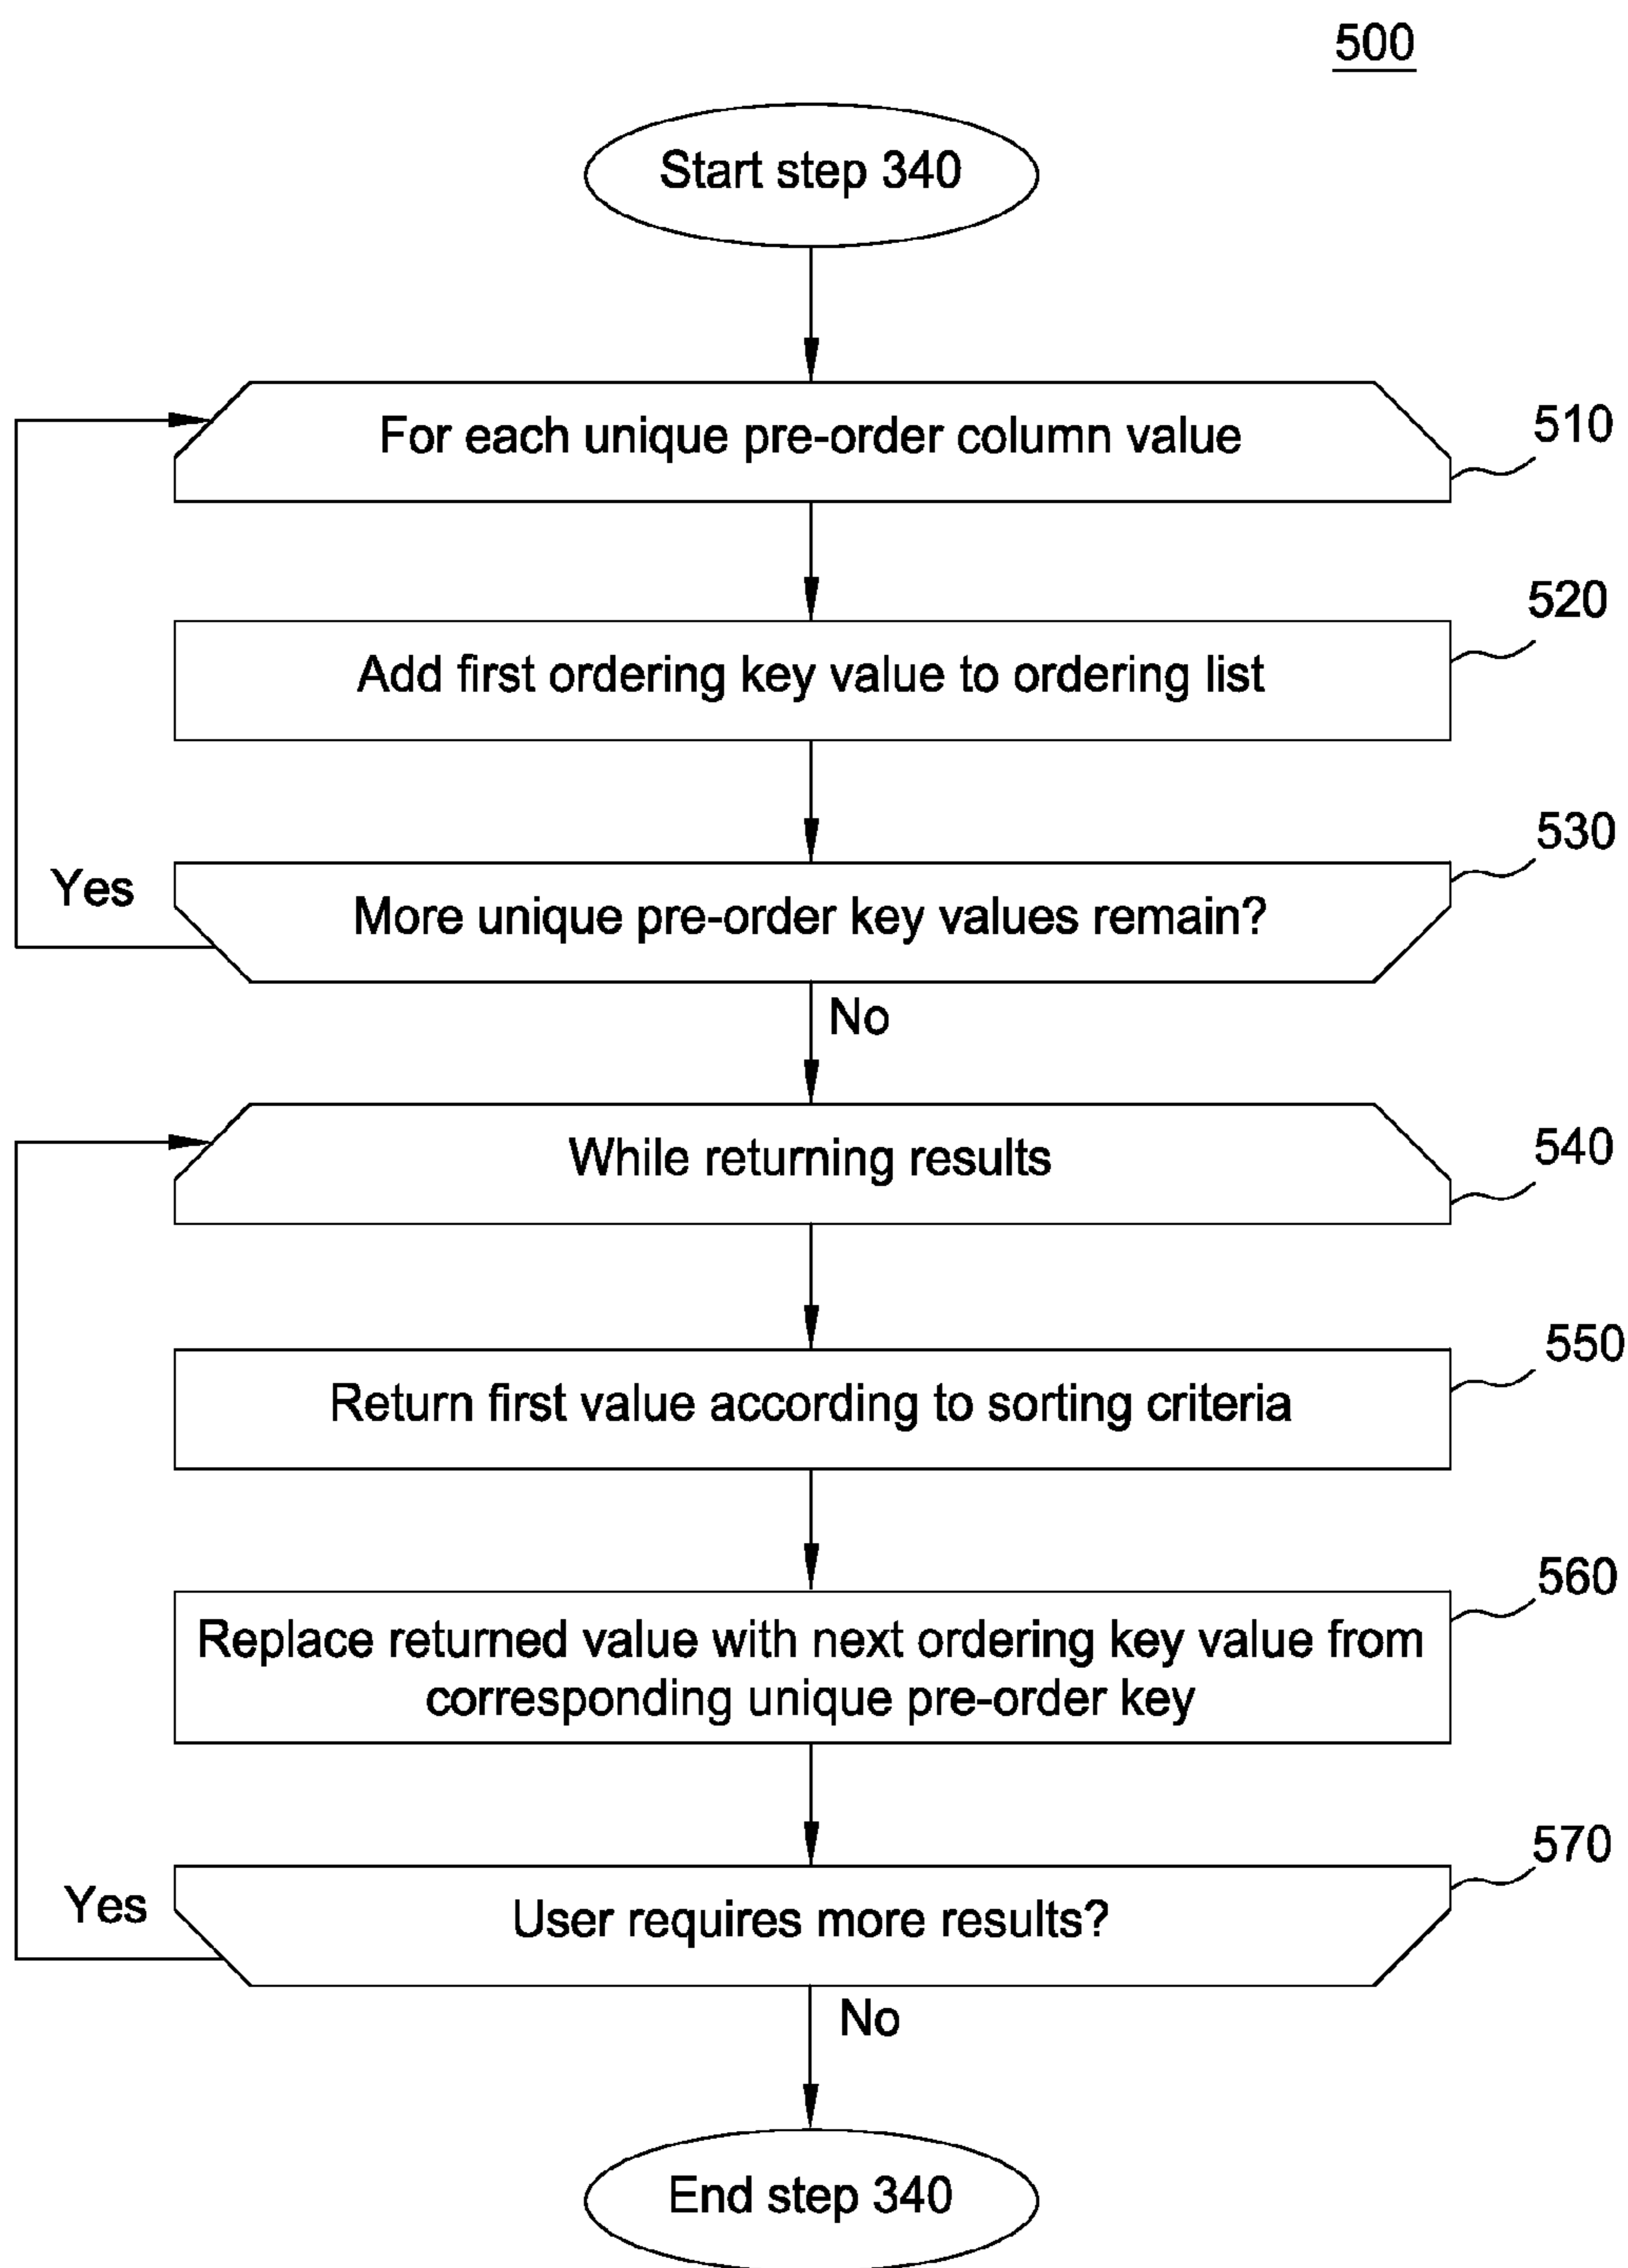 500
Start step 340
For each unique pre-order column value
510
Add first ordering key value to ordering list
520
More unique pre-order key values remain?
530
Yes
No
While returning results
540
Return first value according to sorting criteria
550
Replace returned value with next ordering key value from
corresponding unique pre-order key
560
User requires more results?
570
Yes
No
End step 340